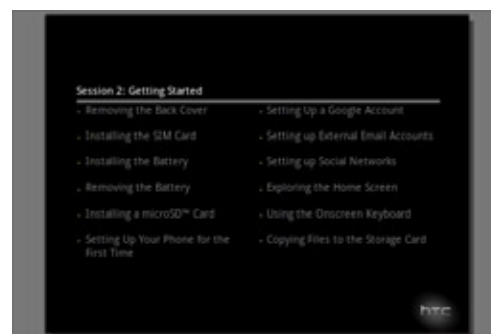 Session 2: Getting Started
- Removing the Back Cover
- Installing the SIM Card
- Installing the Battery
- Removing the Battery
- Installing a microSD™ Card
- Setting Up Your Phone for the
First Time
- Setting Up a Google Account
- Setting up External Email Accounts
- Setting up Social Networks
- Exploring the Home Screen
- Using the Onscreen Keyboard
- Copying Files to the Storage Card
htc